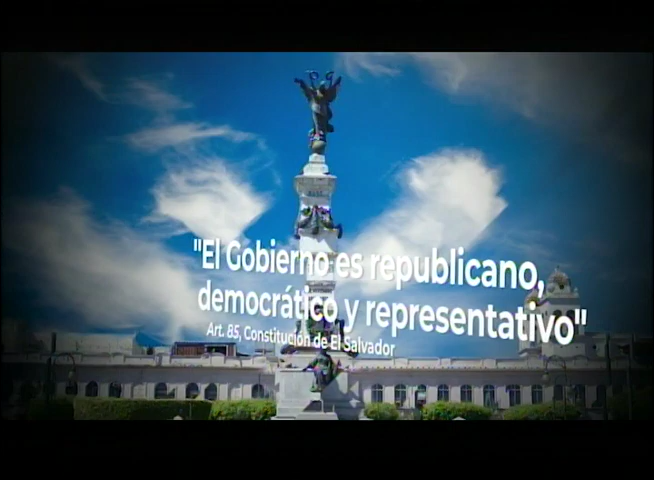 "El Gobierno es republicano,
democrático y representativo"
Art. 85, Constitución de El Salvador